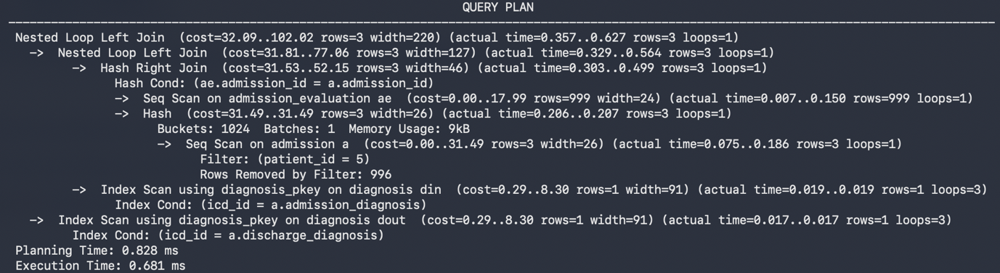 QUERY PLAN
Nested Loop Left Join  (cost=32.09..102.02 rows=3 width=220) (actual time=0.357..0.627 rows=3 loops=1)
->  Nested Loop Left Join  (cost=31.81..77.06 rows=3 width=127) (actual time=0.329..0.564 rows=3 loops=1)
->  Hash Right Join  (cost=31.53..52.15 rows=3 width=46) (actual time=0.303..0.499 rows=3 loops=1)
Hash Cond: (ae.admission_id = a.admission_id)
->  Seq Scan on admission_evaluation ae  (cost=0.00..17.99 rows=999 width=24) (actual time=0.007..0.150 rows=999 loops=1)
->  Hash  (cost=31.49..31.49 rows=3 width=26) (actual time=0.206..0.207 rows=3 loops=1)
Buckets: 1024  Batches: 1  Memory Usage: 9kB
->  Seq Scan on admission a  (cost=0.00..31.49 rows=3 width=26) (actual time=0.075..0.186 rows=3 loops=1)
Filter: (patient_id = 5)
Rows Removed by Filter: 996
->  Index Scan using diagnosis_pkey on diagnosis din  (cost=0.29..8.30 rows=1 width=91) (actual time=0.019..0.019 rows=1 loops=3)
Index Cond: (icd_id = a.admission_diagnosis)
->  Index Scan using diagnosis_pkey on diagnosis dout  (cost=0.29..8.30 rows=1 width=91) (actual time=0.017..0.017 rows=1 loops=3)
Index Cond: (icd_id = a.discharge_diagnosis)
Planning Time: 0.828 ms
Execution Time: 0.681 ms